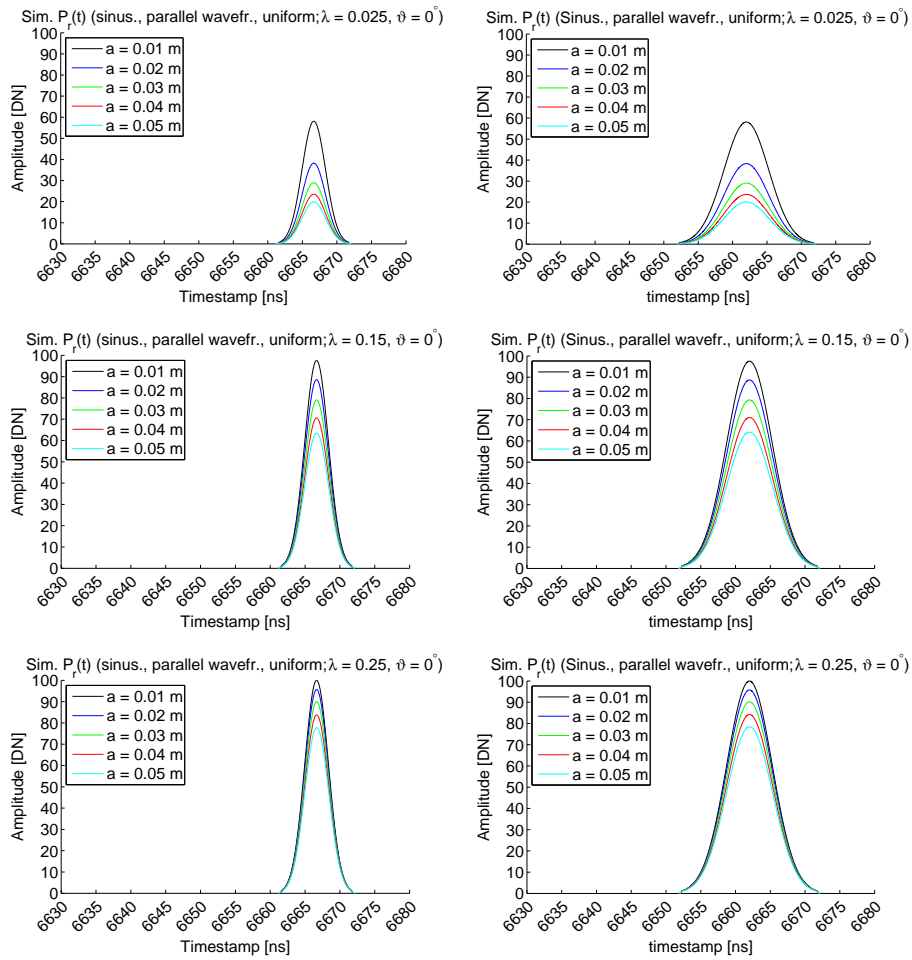 Sim. P_r(t) (sinus., parallel wavefr., uniform;λ = 0.025, ϑ = 0°)
Amplitude [DN]
100
90
80
70
60
50
40
30
20
10
0
a = 0.01 m
a = 0.02 m
a = 0.03 m
a = 0.04 m
a = 0.05 m
6630 6635 6640 6645 6650 6655 6660 6665 6670 6675 6680
Timestamp [ns]
Sim. P_r(t) (Sinus., parallel wavefr., uniform;λ = 0.025, ϑ = 0°)
Amplitude [DN]
100
90
80
70
60
50
40
30
20
10
0
a = 0.01 m
a = 0.02 m
a = 0.03 m
a = 0.04 m
a = 0.05 m
6630 6635 6640 6645 6650 6655 6660 6665 6670 6675 6680
timestamp [ns]
Sim. P_r(t) (sinus., parallel wavefr., uniform;λ = 0.15, ϑ = 0°)
Amplitude [DN]
100
90
80
70
60
50
40
30
20
10
0
a = 0.01 m
a = 0.02 m
a = 0.03 m
a = 0.04 m
a = 0.05 m
6630 6635 6640 6645 6650 6655 6660 6665 6670 6675 6680
Timestamp [ns]
Sim. P_r(t) (Sinus., parallel wavefr., uniform;λ = 0.15, ϑ = 0°)
Amplitude [DN]
100
90
80
70
60
50
40
30
20
10
0
a = 0.01 m
a = 0.02 m
a = 0.03 m
a = 0.04 m
a = 0.05 m
6630 6635 6640 6645 6650 6655 6660 6665 6670 6675 6680
timestamp [ns]
Sim. P_r(t) (sinus., parallel wavefr., uniform;λ = 0.25, ϑ = 0°)
Amplitude [DN]
100
90
80
70
60
50
40
30
20
10
0
a = 0.01 m
a = 0.02 m
a = 0.03 m
a = 0.04 m
a = 0.05 m
6630 6635 6640 6645 6650 6655 6660 6665 6670 6675 6680
Timestamp [ns]
Sim. P_r(t) (Sinus., parallel wavefr., uniform;λ = 0.25, ϑ = 0°)
Amplitude [DN]
100
90
80
70
60
50
40
30
20
10
0
a = 0.01 m
a = 0.02 m
a = 0.03 m
a = 0.04 m
a = 0.05 m
6630 6635 6640 6645 6650 6655 6660 6665 6670 6675 6680
timestamp [ns]